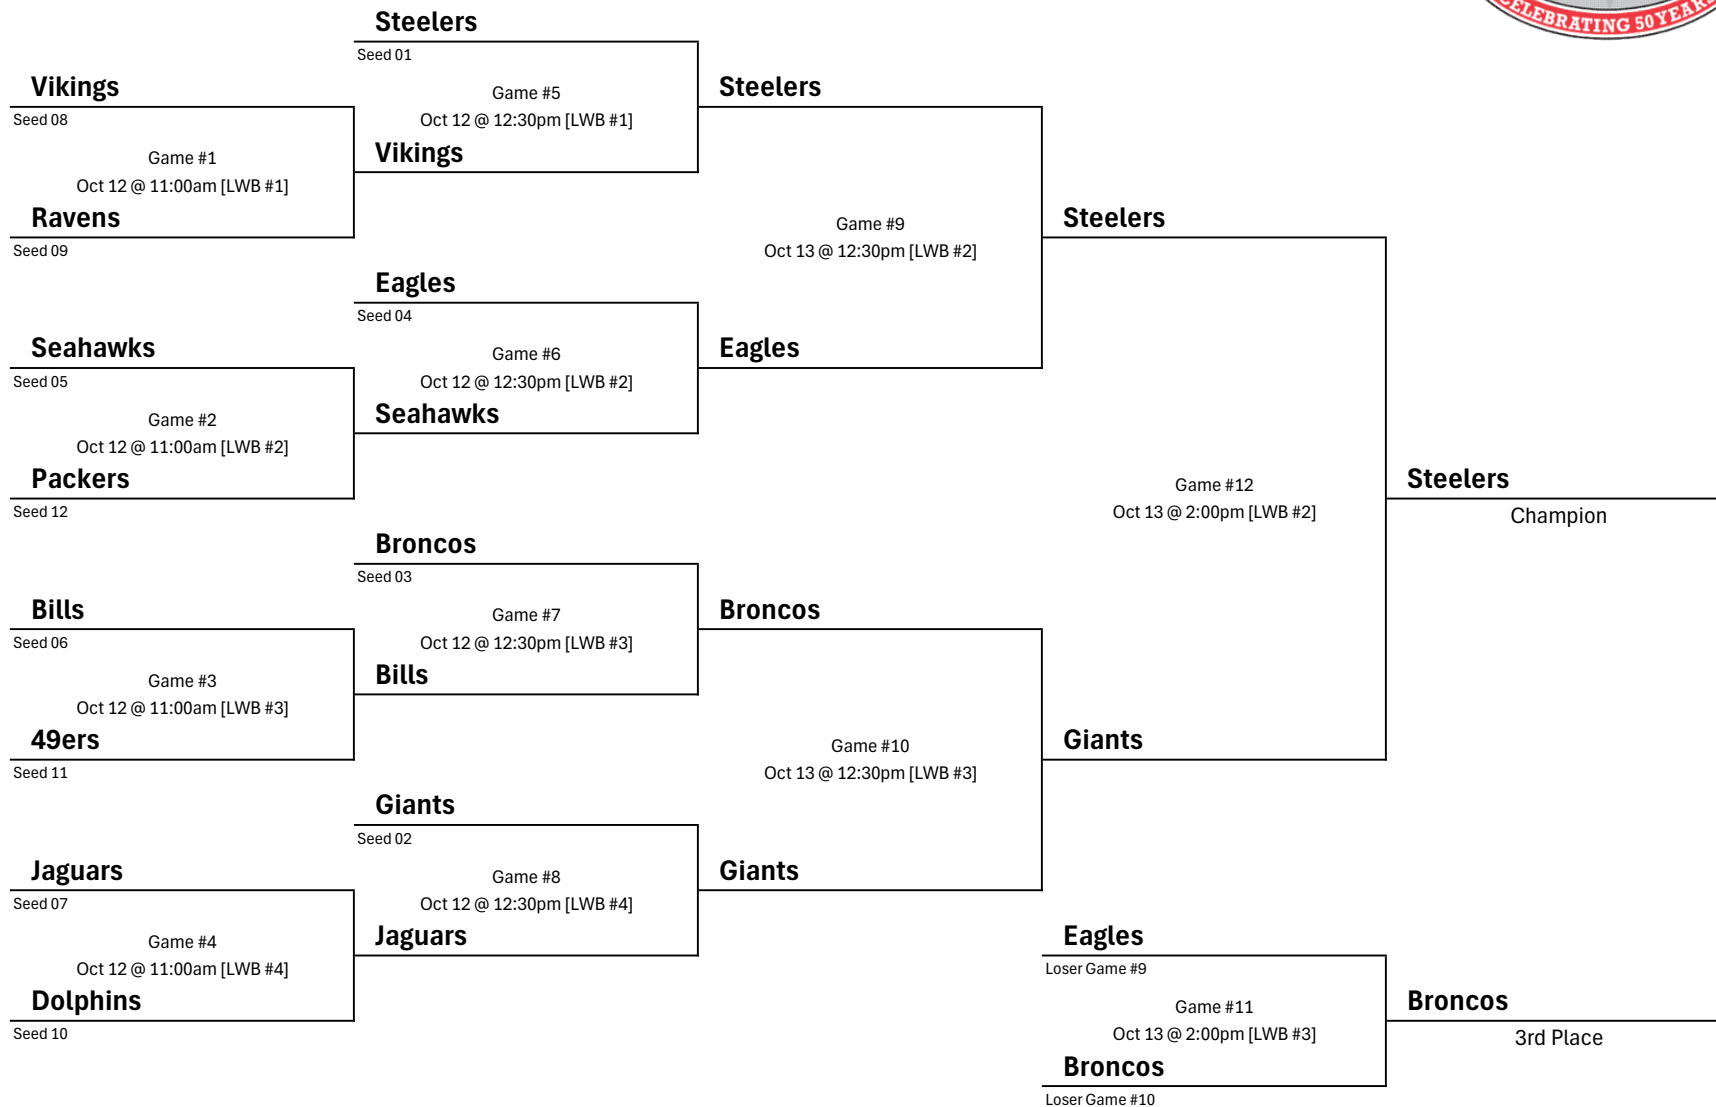 CELEBRATING 50 YEARS
Steelers
Seed 01
Game #5
Oct 12 @ 12:30pm [LWB #1]
Vikings
Vikings
Seed 08
Game #1
Oct 12 @ 11:00am [LWB #1]
Ravens
Seed 09
Steelers
Game #9
Oct 13 @ 12:30pm [LWB #2]
Eagles
Eagles
Seed 04
Game #6
Oct 12 @ 12:30pm [LWB #2]
Seahawks
Seahawks
Seed 05
Game #2
Oct 12 @ 11:00am [LWB #2]
Packers
Seed 12
Steelers
Game #12
Oct 13 @ 2:00pm [LWB #2]
Giants
Steelers
Champion
Broncos
Seed 03
Game #7
Oct 12 @ 12:30pm [LWB #3]
Bills
Bills
Seed 06
Game #3
Oct 12 @ 11:00am [LWB #3]
49ers
Seed 11
Broncos
Game #10
Oct 13 @ 12:30pm [LWB #3]
Giants
Giants
Seed 02
Game #8
Oct 12 @ 12:30pm [LWB #4]
Jaguars
Jaguars
Seed 07
Game #4
Oct 12 @ 11:00am [LWB #4]
Dolphins
Seed 10
Eagles
Loser Game #9
Game #11
Oct 13 @ 2:00pm [LWB #3]
Broncos
Loser Game #10
Broncos
3rd Place